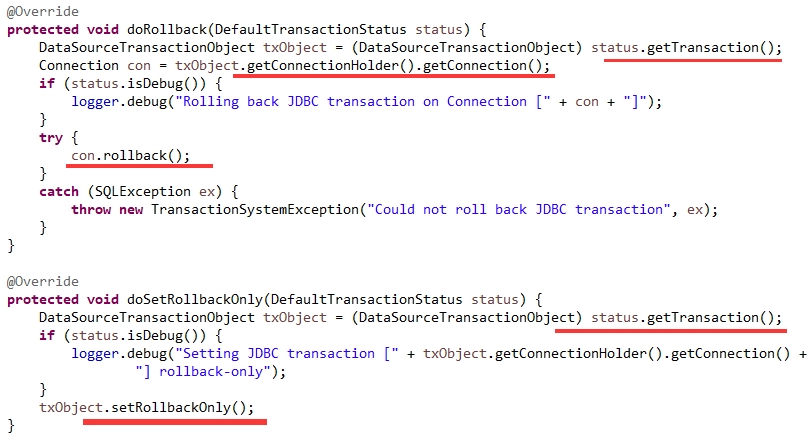 @Override
protected void doRollback(DefaultTransactionStatus status) {
    DataSourceTransactionObject txObject = (DataSourceTransactionObject) status.getTransaction();
    Connection con = txObject.getConnectionHolder().getConnection();
    if (status.isDebug()) {
        logger.debug("Rolling back JDBC transaction on Connection [" + con + "]");
    }
    try {
        con.rollback();
    }
    catch (SQLException ex) {
        throw new TransactionSystemException("Could not roll back JDBC transaction", ex);
    }
}
@Override
protected void doSetRollbackOnly(DefaultTransactionStatus status) {
    DataSourceTransactionObject txObject = (DataSourceTransactionObject) status.getTransaction();
    if (status.isDebug()) {
        logger.debug("Setting JDBC transaction [" + txObject.getConnectionHolder().getConnection() +
                "] rollback-only");
    }
    txObject.setRollbackOnly();
}